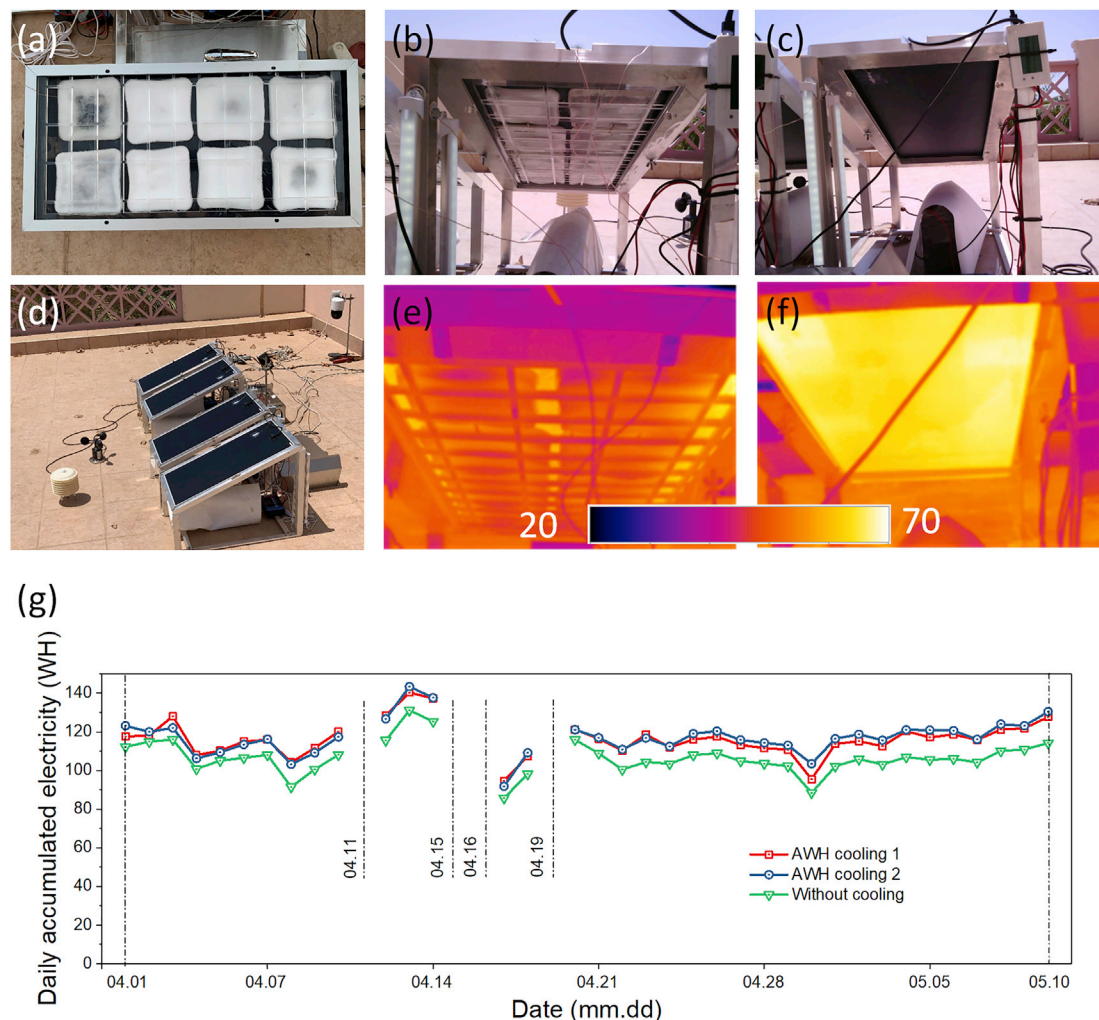 (a)
(b)
(c)
(d)
(e)
(f)
20
70
(g)
Daily accumulated electricity (WH)
140
120
100
80
60
40
20
0
04.11
04.15
04.16
04.19
AWH cooling 1
AWH cooling 2
Without cooling
04.01
04.07
04.14
04.21
04.28
05.05
05.10
Date (mm.dd)